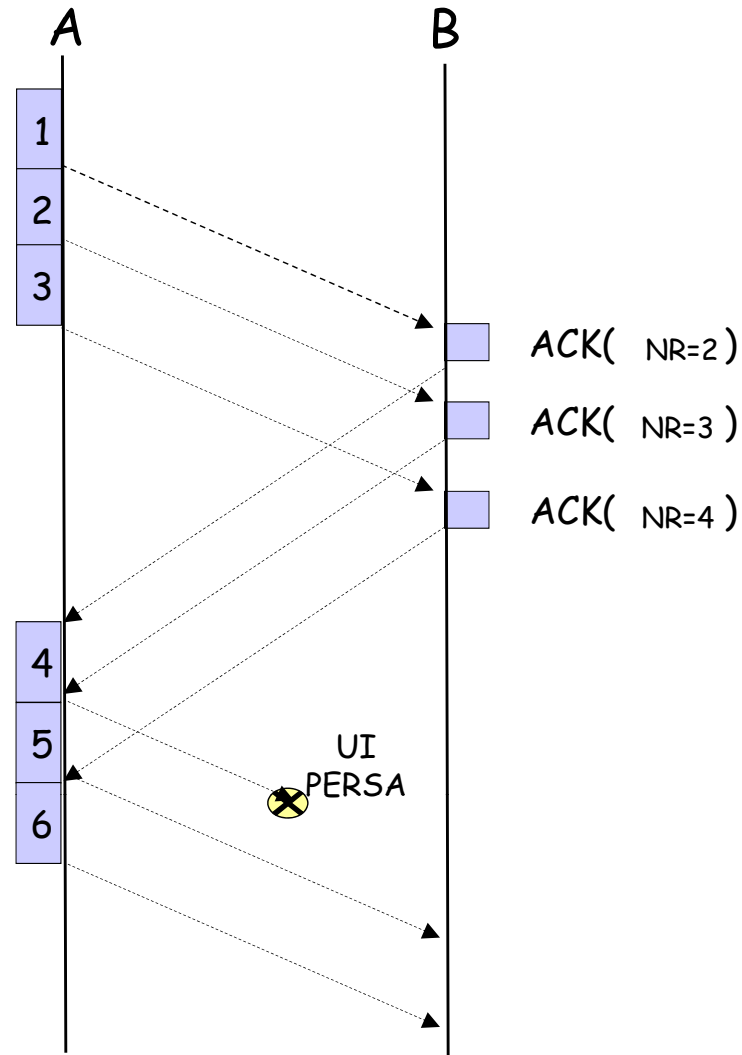 A B
1
2
3
ACK( NR=2 )
ACK( NR=3 )
ACK( NR=4 )
4
5
UI
PERSA
6